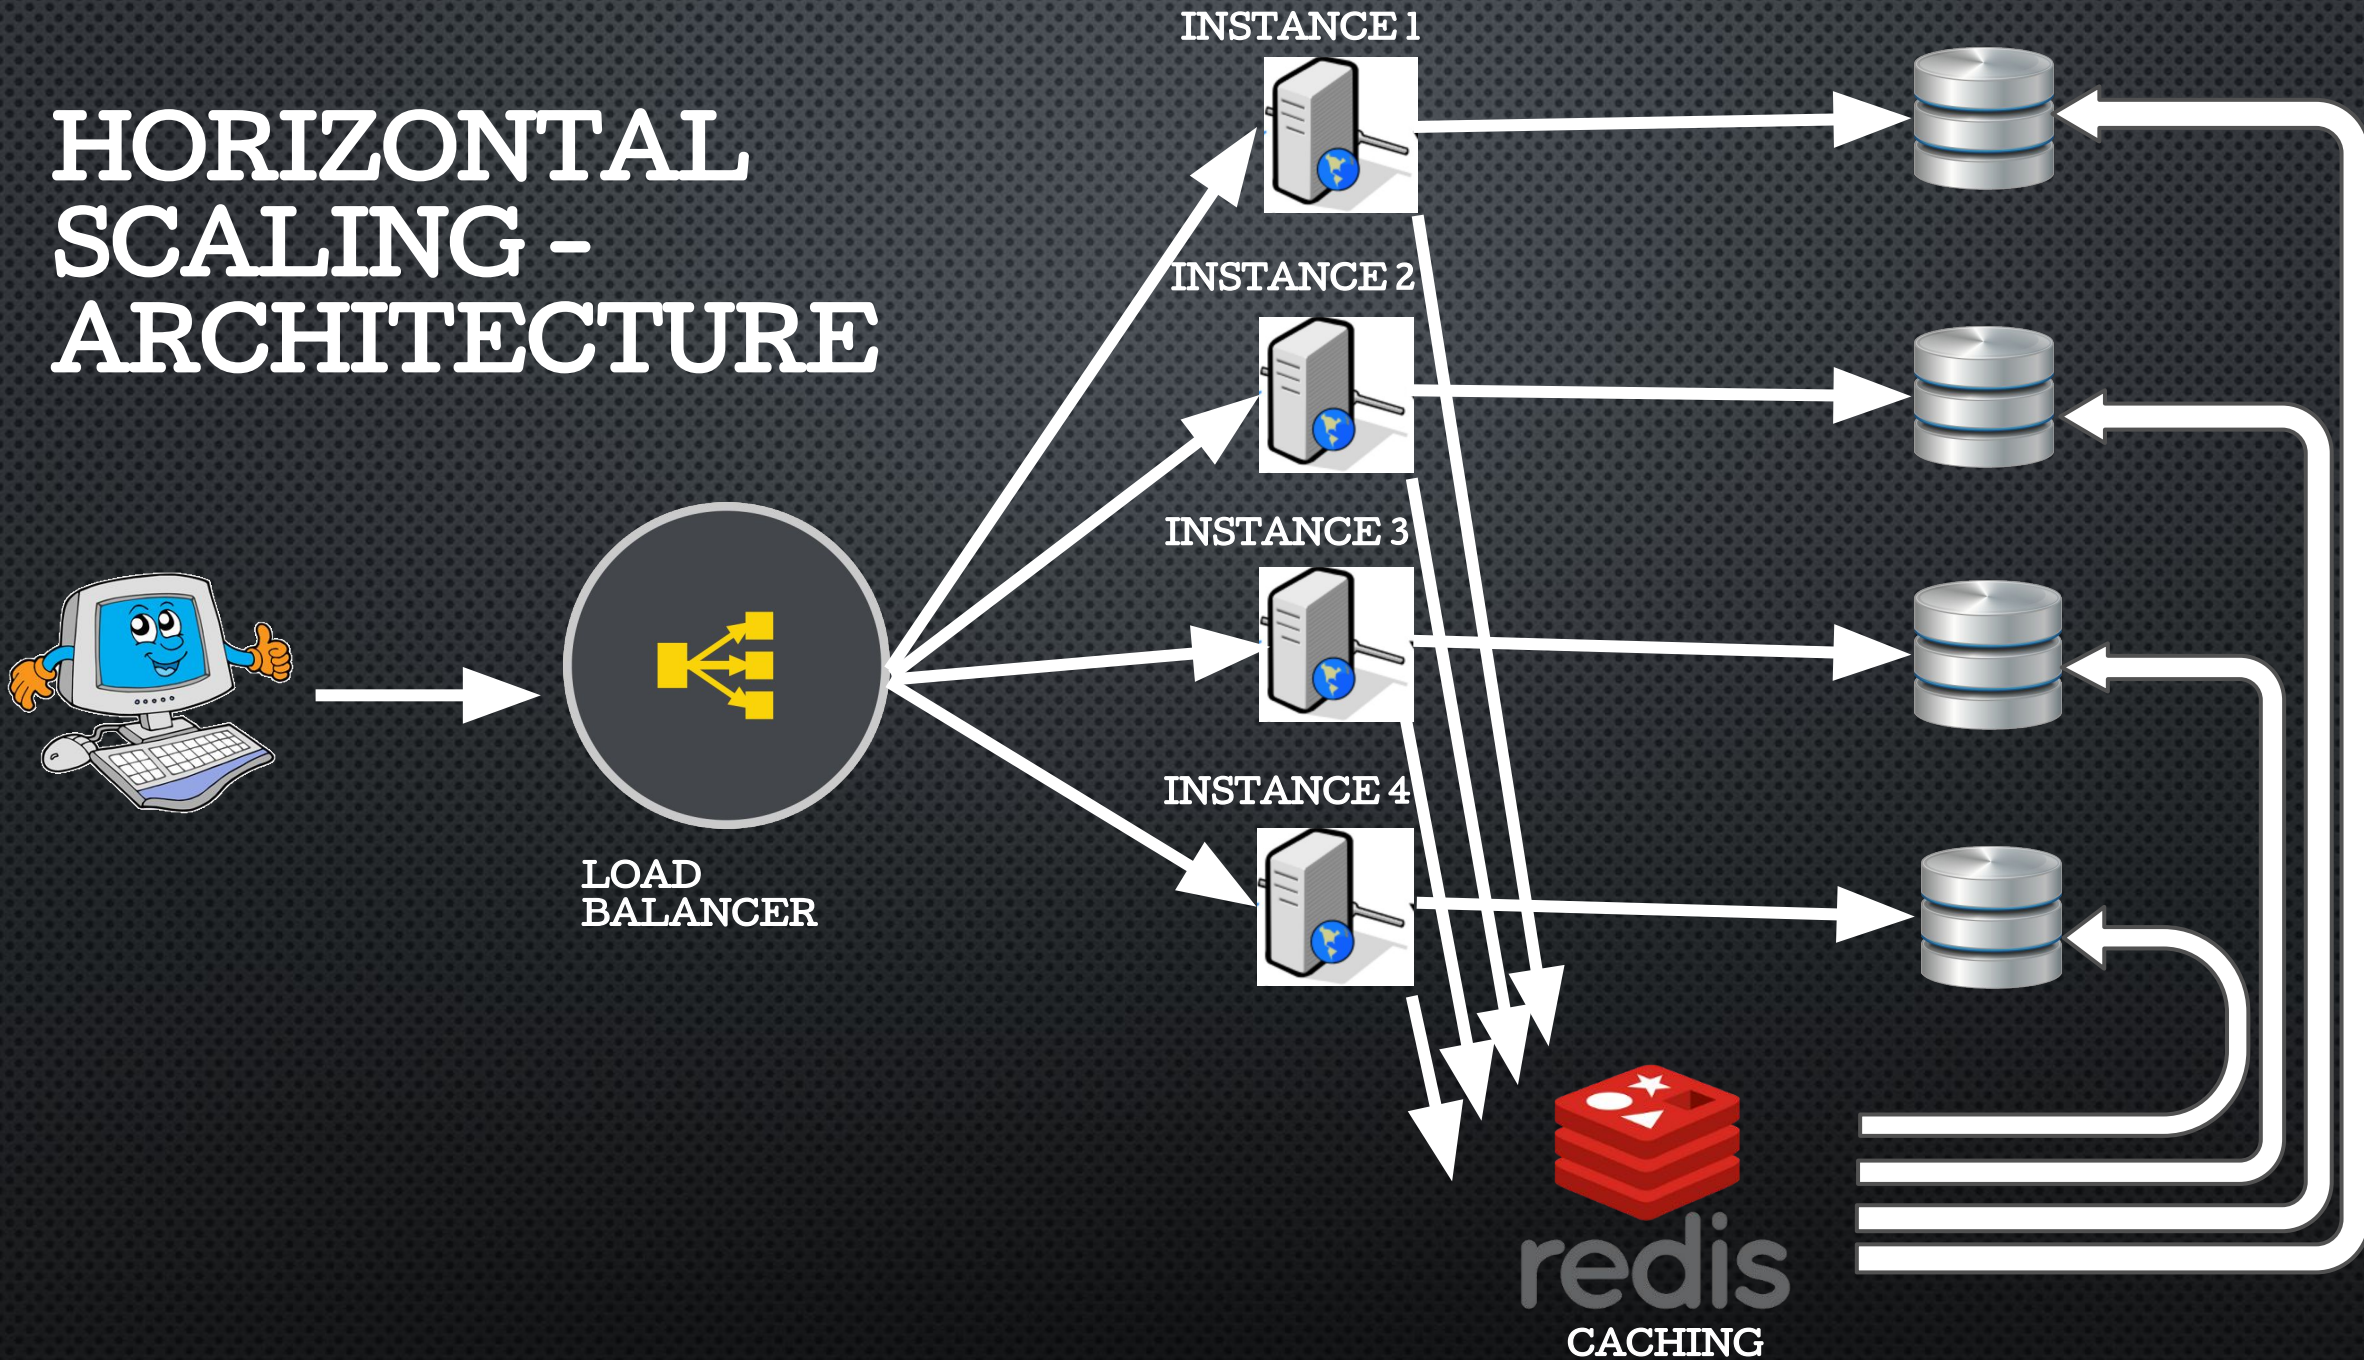 HORIZONTAL
SCALING -
ARCHITECTURE
INSTANCE 1
INSTANCE 2
INSTANCE 3
INSTANCE 4
LOAD
BALANCER
redis
CACHING